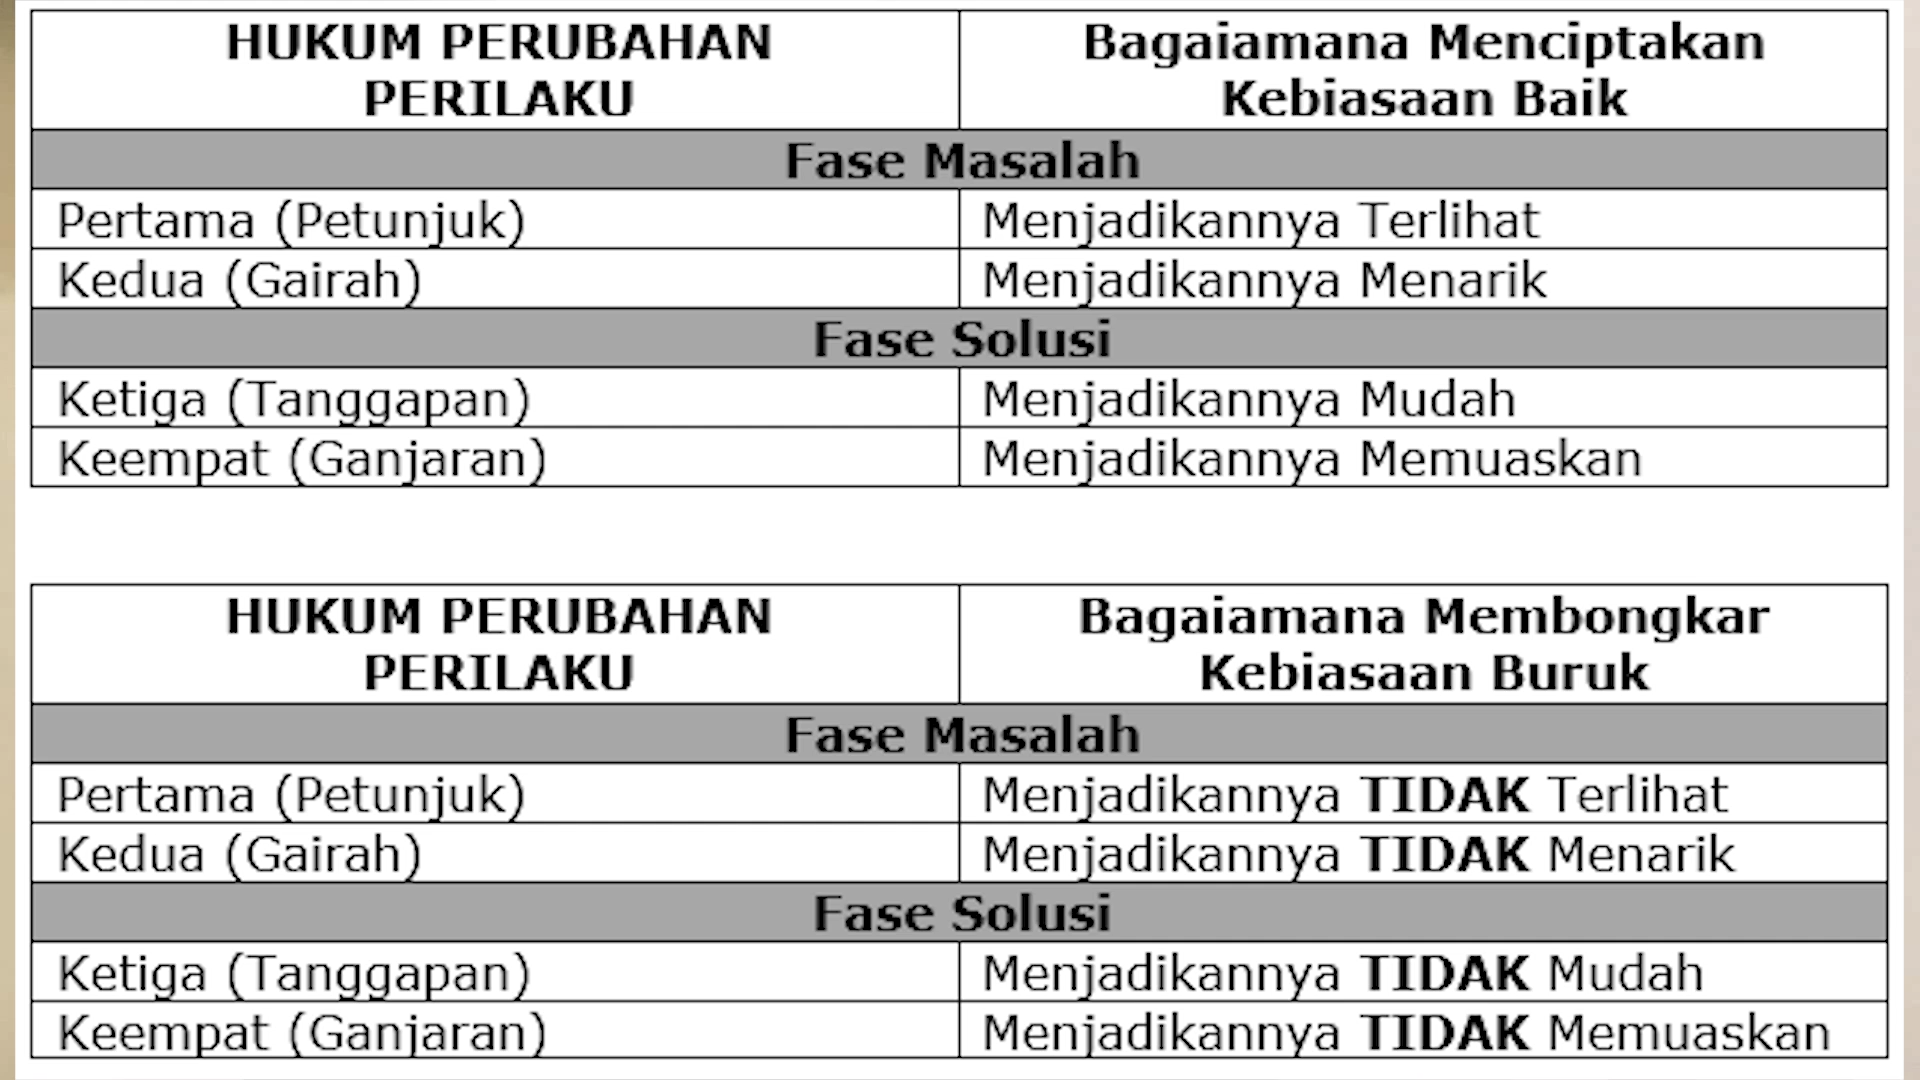 HUKUM PERUBAHAN
PERILAKU
Bagaiamana Menciptakan
Kebiasaan Baik
Fase Masalah
Pertama (Petunjuk)
Menjadikannya Terlihat
Kedua (Gairah)
Menjadikannya Menarik
Fase Solusi
Ketiga (Tanggapan)
Menjadikannya Mudah
Keempat (Ganjaran)
Menjadikannya Memuaskan
HUKUM PERUBAHAN
PERILAKU
Bagaiamana Membongkar
Kebiasaan Buruk
Fase Masalah
Pertama (Petunjuk)
Menjadikannya TIDAK Terlihat
Kedua (Gairah)
Menjadikannya TIDAK Menarik
Fase Solusi
Ketiga (Tanggapan)
Menjadikannya TIDAK Mudah
Keempat (Ganjaran)
Menjadikannya TIDAK Memuaskan